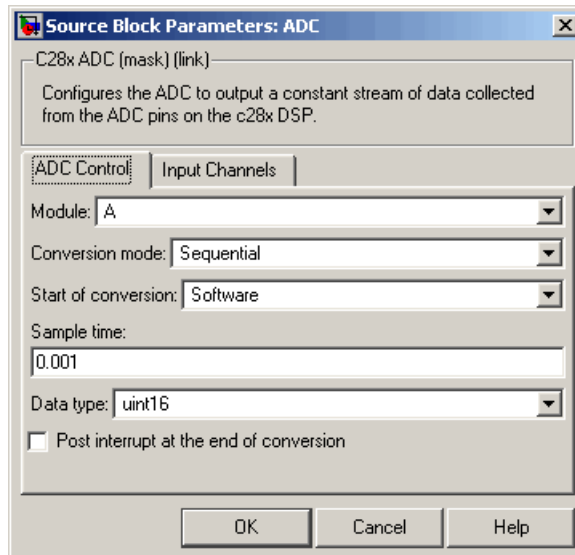 Source Block Parameters: ADC
C28x ADC (mask) (link)
Configures the ADC to output a constant stream of data collected
from the ADC pins on the c28x DSP.
ADC Control Input Channels
Module: A
Conversion mode: Sequential
Start of conversion: Software
Sample time:
0.001
Data type: uint16
Post interrupt at the end of conversion
OK Cancel Help